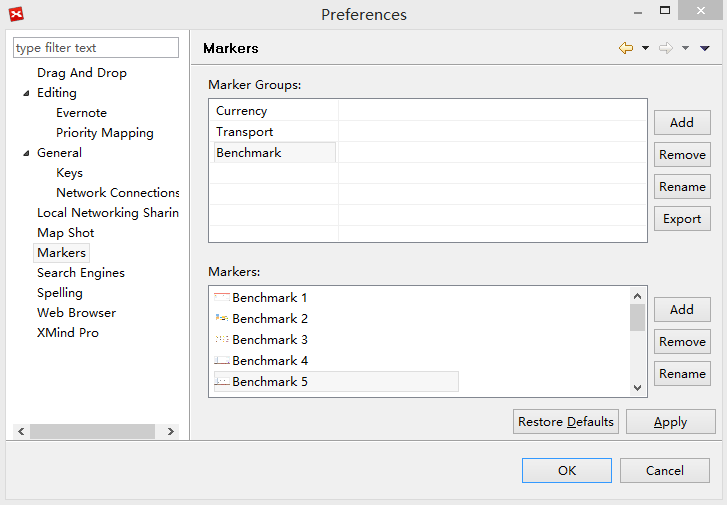 Preferences
type filter text
Drag And Drop
Editing
Evernote
Priority Mapping
General
Keys
Network Connections
Local Networking Sharin
Map Shot
Markers
Search Engines
Spelling
Web Browser
XMind Pro
Markers
Marker Groups:
Currency
Transport
Benchmark
Add
Remove
Rename
Export
Markers:
Benchmark 1
Benchmark 2
Benchmark 3
Benchmark 4
Benchmark 5
Add
Remove
Rename
Restore Defaults
Apply
OK
Cancel